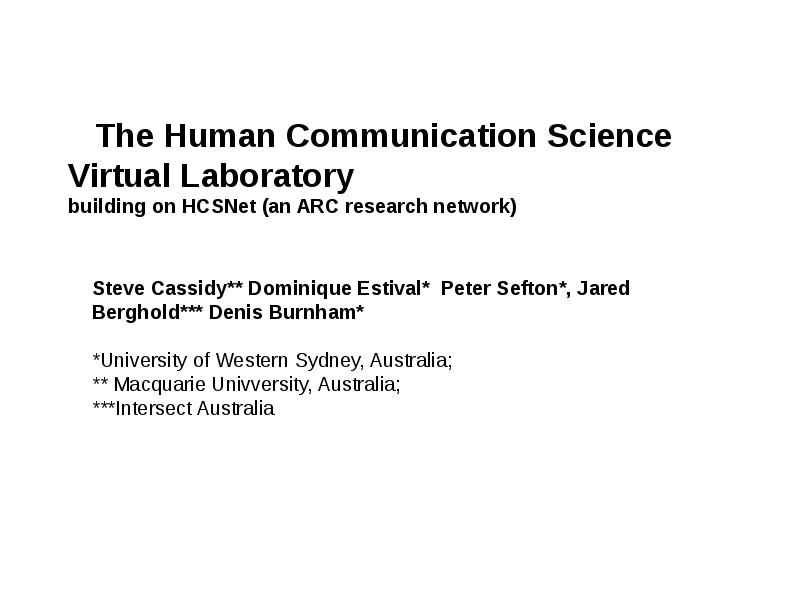 The Human Communication Science
Virtual Laboratory
building on HCSNet (an ARC research network)
Steve Cassidy** Dominique Estival*  Peter Sefton*, Jared
Berghold*** Denis Burnham*
*University of Western Sydney, Australia;
** Macquarie Univversity, Australia;
***Intersect Australia